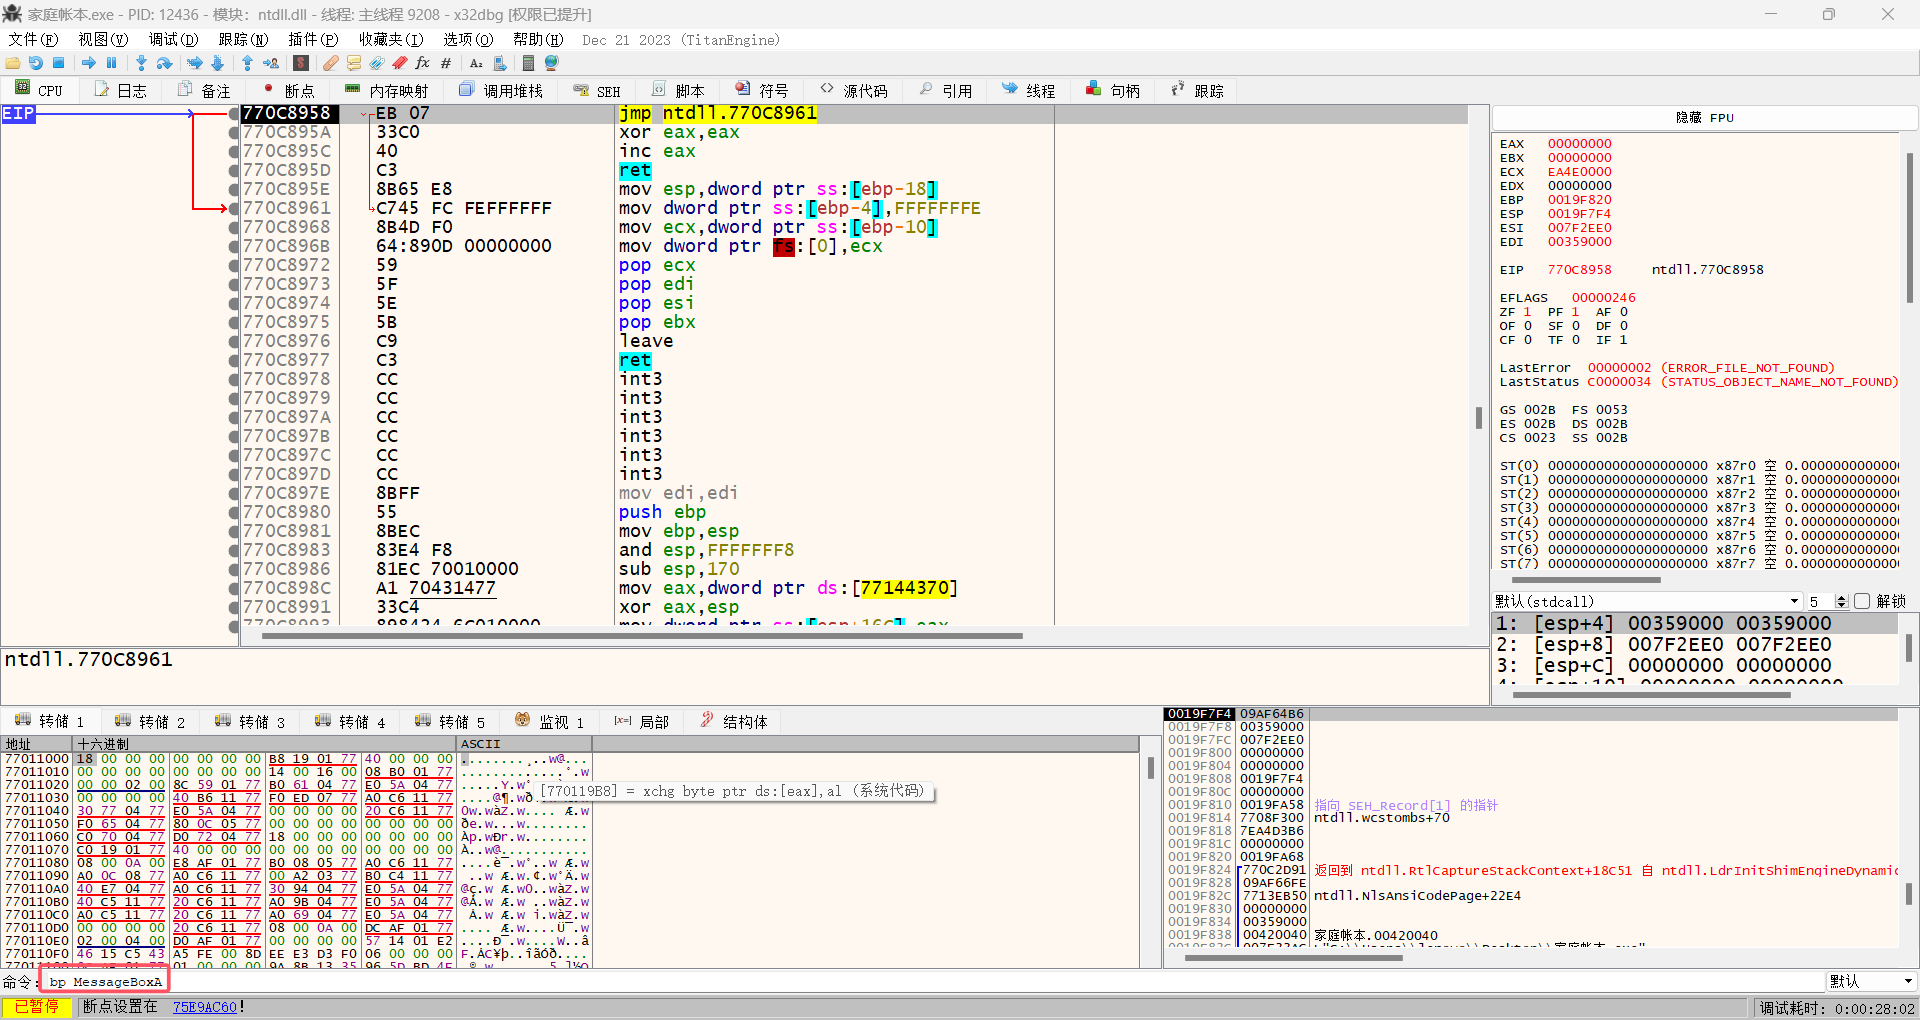 家庭帐本.exe - PID: 12436 - 模块: ntdll.dll - 线程: 主线程 9208 - x32dbg [权限已提升]
文件(F) 视图(V) 调试(D) 跟踪(N) 插件(P) 收藏夹(I) 选项(O) 帮助(H) Dec 21 2023 (TitanEngine)
CPU 日志 备注 断点 内存映射 调用堆栈 SEH 脚本 符号 源代码 引用 线程 句柄 跟踪
EIP
770C8958 EB 07 jmp ntdll.770C8961
770C895A 33C0 xor eax,eax
770C895C 40 inc eax
770C895D C3 ret
770C895E 8B65 E8 mov esp,dword ptr ss:[ebp-18]
770C8961 C745 FC FEFFFFFF mov dword ptr ss:[ebp-4],FFFFFFFE
770C8968 8B4D F0 mov ecx,dword ptr ss:[ebp-10]
770C896B 64:890D 00000000 mov dword ptr fs:[0],ecx
770C8972 59 pop ecx
770C8973 5F pop edi
770C8974 5E pop esi
770C8975 5B pop ebx
770C8976 C9 leave
770C8977 C3 ret
770C8978 CC int3
770C8979 CC int3
770C897A CC int3
770C897B CC int3
770C897C CC int3
770C897D CC int3
770C897E 8BFF mov edi,edi
770C8980 55 push ebp
770C8981 8BEC mov ebp,esp
770C8983 83E4 F8 and esp,FFFFFFF8
770C8986 81EC 70010000 sub esp,170
770C898C A1 70431477 mov eax,dword ptr ds:[77144370]
770C8991 33C4 xor eax,esp
770C8993 898424 6C010000 mov dword ptr ss:[esp+16C],eax
隐藏 FPU
EAX 00000000
EBX 00000000
ECX EA4E0000
EDX 00000000
EBP 0019F820
ESP 0019F7F4
ESI 007F2EE0
EDI 00359000
EIP 770C8958 ntdll.770C8958
EFLAGS 00000246
ZF 1 PF 1 AF 0
OF 0 SF 0 DF 0
CF 0 TF 0 IF 1
LastError 00000002 (ERROR_FILE_NOT_FOUND)
LastStatus C0000034 (STATUS_OBJECT_NAME_NOT_FOUND)
GS 002B FS 0053
ES 002B DS 002B
CS 0023 SS 002B
ST(0) 00000000000000000000 x87r0 空 0.0000000000000
ST(1) 00000000000000000000 x87r1 空 0.0000000000000
ST(2) 00000000000000000000 x87r2 空 0.0000000000000
ST(3) 00000000000000000000 x87r3 空 0.0000000000000
ST(4) 00000000000000000000 x87r4 空 0.0000000000000
ST(5) 00000000000000000000 x87r5 空 0.0000000000000
ST(6) 00000000000000000000 x87r6 空 0.0000000000000
ST(7) 00000000000000000000 x87r7 空 0.0000000000000
默认(stdcall) 5 解锁
1: [esp+4] 00359000 00359000
2: [esp+8] 007F2EE0 007F2EE0
3: [esp+C] 00000000 00000000
4: [esp+10] 00000000 00000000
ntdll.770C8961
转储 1 转储 2 转储 3 转储 4 转储 5 监视 1 [x=] 局部 结构体
地址 十六进制 ASCII
77011000 18 00 00 00 00 00 00 00 B8 19 01 77 40 00 00 00
77011010 00 00 00 00 00 00 00 00 14 00 16 00 08 B0 01 77
77011020 00 00 02 00 8C 59 01 77 B0 61 04 77 E0 5A 04 77
77011030 00 00 00 00 40 B6 11 77 F0 ED 07 77 A0 C6 11 77
77011040 30 77 04 77 E0 5A 04 77 00 00 00 00 20 C6 11 77
77011050 F0 65 04 77 80 0C 05 77 00 00 00 00 00 00 00 00
77011060 C0 70 04 77 D0 72 04 77 18 00 00 00 00 00 00 00
77011070 C0 19 01 77 40 00 00 00 00 00 00 00 00 00 00 00
77011080 08 00 0A 00 E8 AF 01 77 B0 08 05 77 A0 C6 11 77
77011090 A0 0C 08 77 A0 C6 11 77 00 A2 03 77 B0 C4 11 77
770110A0 40 E7 04 77 A0 C6 11 77 30 94 04 77 E0 5A 04 77
770110B0 40 C5 11 77 20 C6 11 77 A0 9B 04 77 E0 5A 04 77
770110C0 A0 C5 11 77 20 C6 11 77 A0 69 04 77 E0 5A 04 77
770110D0 00 00 00 00 20 C6 11 77 08 00 0A 00 DC AF 01 77
770110E0 02 00 04 00 D0 AF 01 77 00 00 00 00 57 14 01 E2
770110F0 46 15 C5 43 A5 FE 00 8D EE E3 D3 F0 06 00 00 00
[770119B8] = xchg byte ptr ds:[eax],al (系统代码)
0019F7F4 09AF64B6
0019F7F8 00359000
0019F7FC 007F2EE0
0019F800 00000000
0019F804 00000000
0019F808 0019F7F4
0019F80C 00000000
0019F810 0019FA58 指向 SEH_Record[1] 的指针
0019F814 7708F300 ntdll.wcstombs+70
0019F818 7EA4D3B6
0019F81C 00000000
0019F820 0019FA68
0019F824 770C2D91 返回到 ntdll.RtlCaptureStackContext+18C51 自 ntdll.LdrInitShimEngineDynamic
0019F828 09AF66FE
0019F82C 7713EB50 ntdll.NlsAnsiCodePage+22E4
0019F830 00000000
0019F834 00359000
0019F838 00420040 家庭帐本.00420040
命令: bp MessageBoxA 默认
已暂停 断点设置在 75E9AC60! 调试耗时: 0:00:28:02